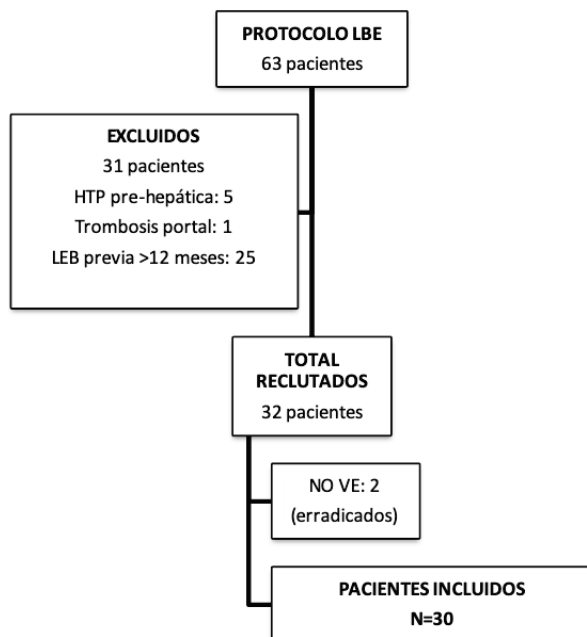 PROTOCOLO LBE
63 pacientes
EXCLUIDOS
31 pacientes
HTP pre-hepática: 5
Trombosis portal: 1
LEB previa >12 meses: 25
TOTAL
RECLUTADOS
32 pacientes
NO VE: 2
(erradicados)
PACIENTES INCLUIDOS
N=30